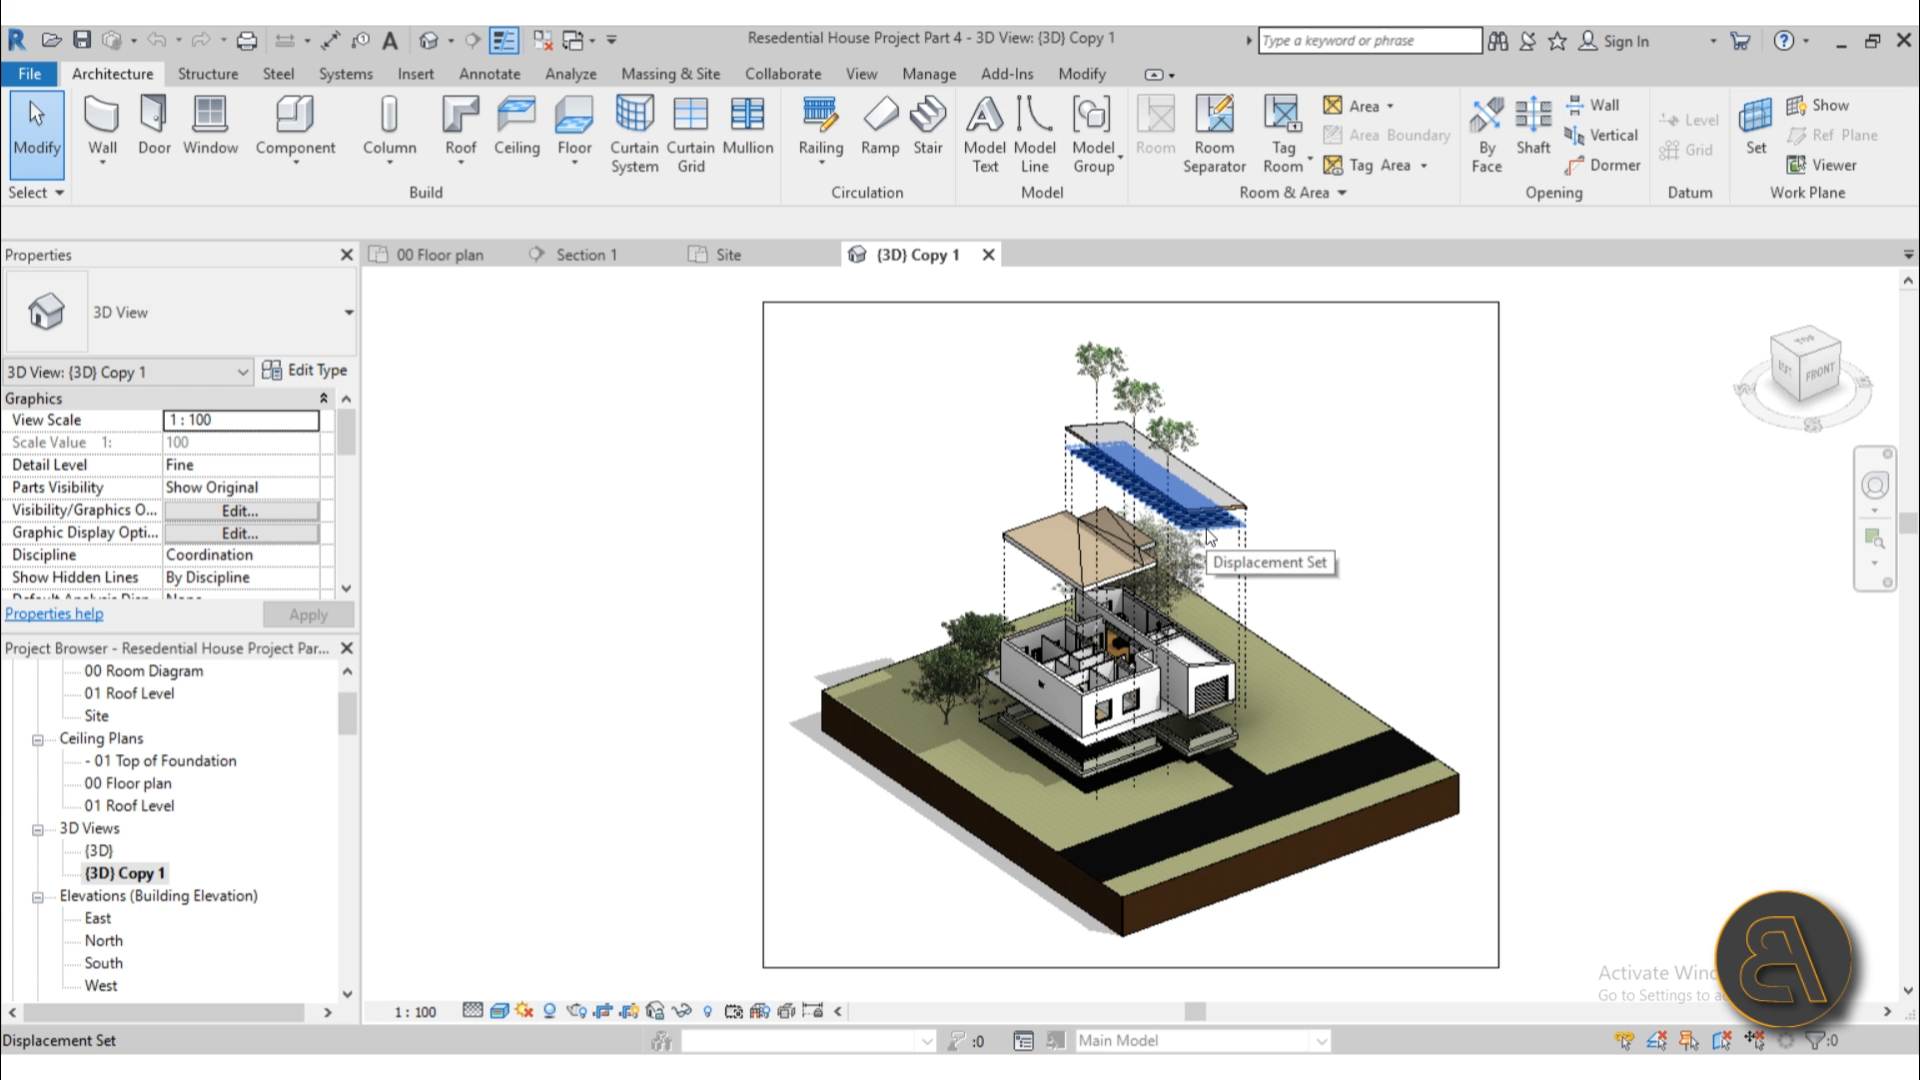 Resedential House Project Part 4 - 3D View: {3D} Copy 1
Type a keyword or phrase
Sign In
File Architecture Structure Steel Systems Insert Annotate Analyze Massing & Site Collaborate View Manage Add-Ins Modify
Modify
Wall
Door
Window
Component
Column
Roof
Ceiling
Floor
Curtain
System
Curtain
Grid
Mullion
Railing
Ramp
Stair
Model
Text
Model
Line
Model
Group
Room
Room
Separator
Tag
Room
Area
Area Boundary
Tag Area
By
Face
Shaft
Wall
Vertical
Dormer
Level
Grid
Set
Show
Ref Plane
Viewer
Select
Build
Circulation
Model
Room & Area
Opening
Datum
Work Plane
Properties
00 Floor plan
Section 1
Site
{3D} Copy 1
3D View
3D View: {3D} Copy 1
Edit Type
Graphics
View Scale 1 : 100
Scale Value 1: 100
Detail Level Fine
Parts Visibility Show Original
Visibility/Graphics O... Edit...
Graphic Display Opti... Edit...
Discipline Coordination
Show Hidden Lines By Discipline
Properties help
Apply
Project Browser - Resedential House Project Par...
00 Room Diagram
01 Roof Level
Site
Ceiling Plans
- 01 Top of Foundation
00 Floor plan
01 Roof Level
3D Views
{3D}
{3D} Copy 1
Elevations (Building Elevation)
East
North
South
West
TOP
FRONT
Displacement Set
Activate Wind
Go to Settings to a
1 : 100
Displacement Set
:0
Main Model
:0